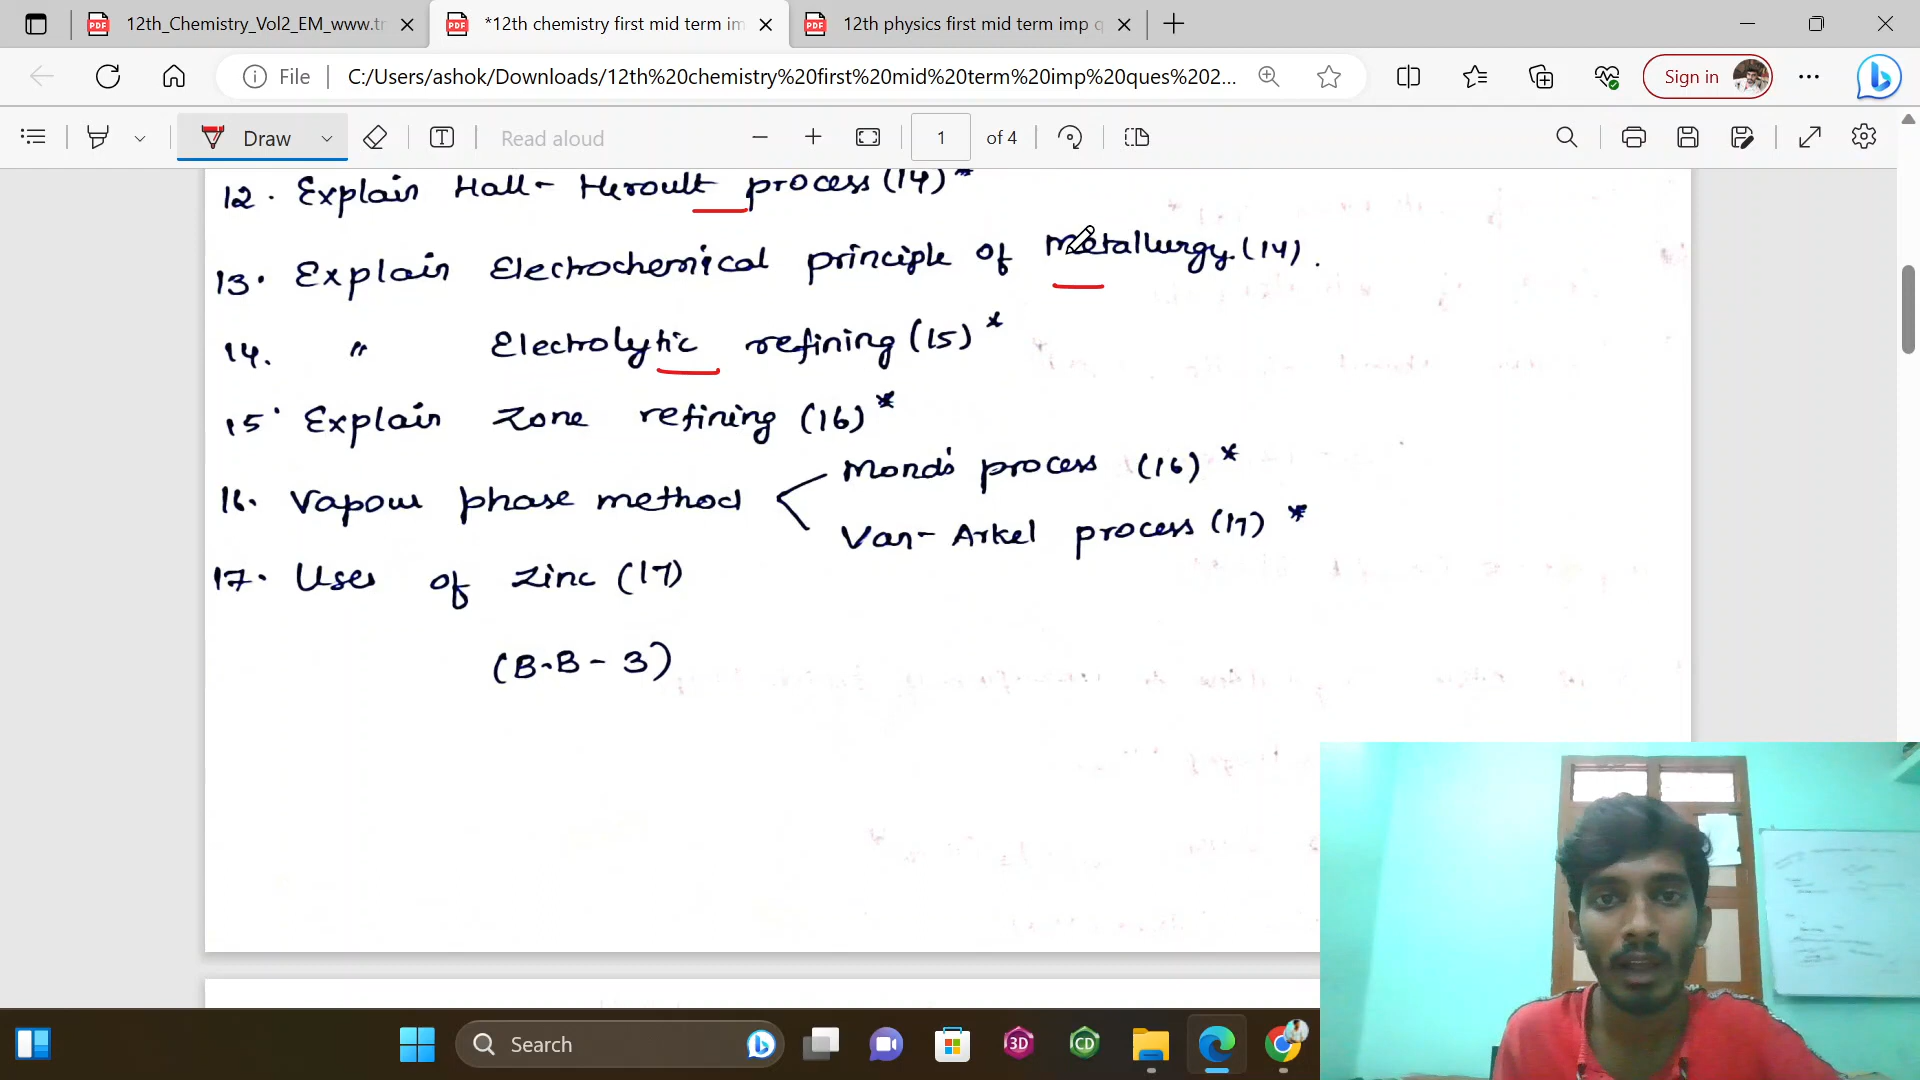 12th_Chemistry_Vol2_EM_www.tr
*12th chemistry first mid term im
12th physics first mid term imp q
File
C:/Users/ashok/Downloads/12th%20chemistry%20first%20mid%20term%20imp%20ques%202...
Sign in
Draw
Read aloud
1 of 4
12. Explain Hall- Heroult process (14)*
13. Explain Electrochemical principle of Metallurgy. (14).
14. " Electrolytic refining (15)*
15. Explain Zone refining (16)*
Mond's process (16)*
16. Vapour phase method
Van-Arkel process (17)*
17. Uses of Zinc (17)
(B.B-3)
Search
3D
CD